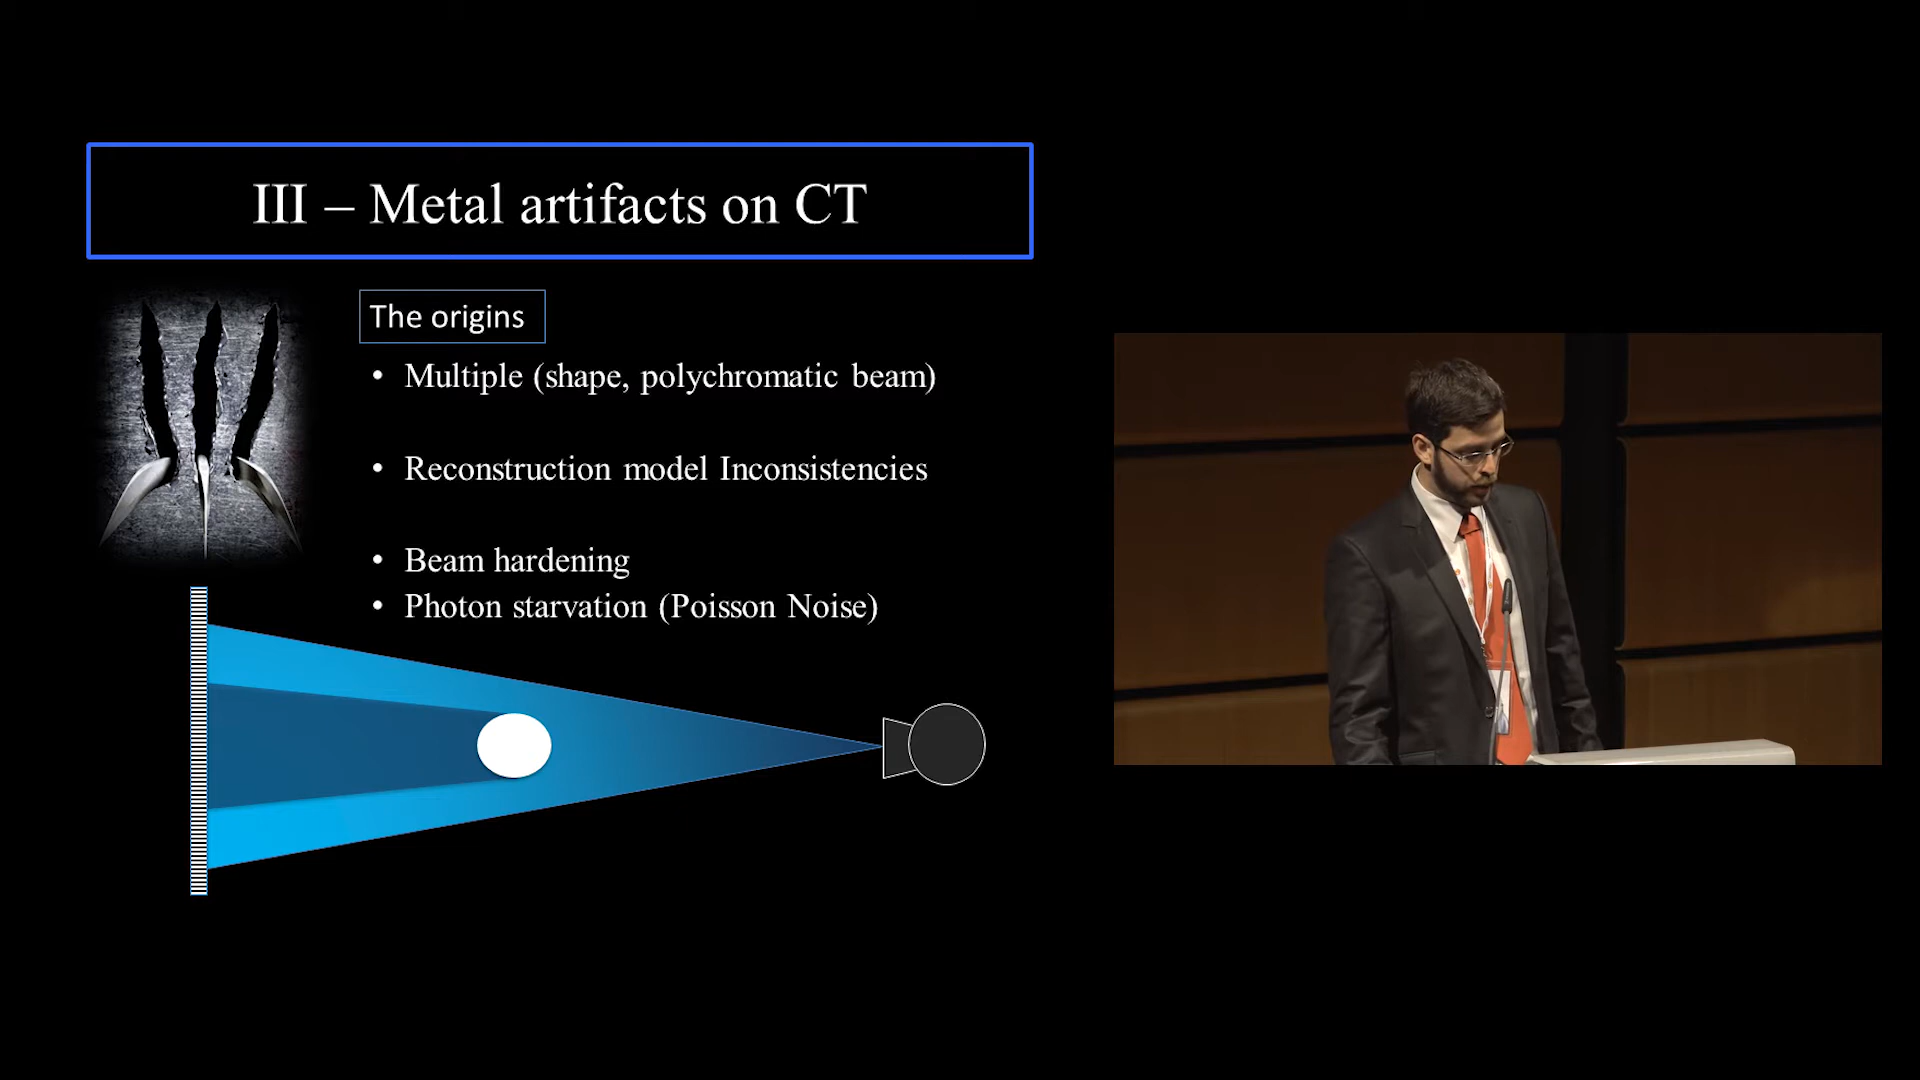 III – Metal artifacts on CT
The origins
• Multiple (shape, polychromatic beam)
• Reconstruction model Inconsistencies
• Beam hardening
• Photon starvation (Poisson Noise)